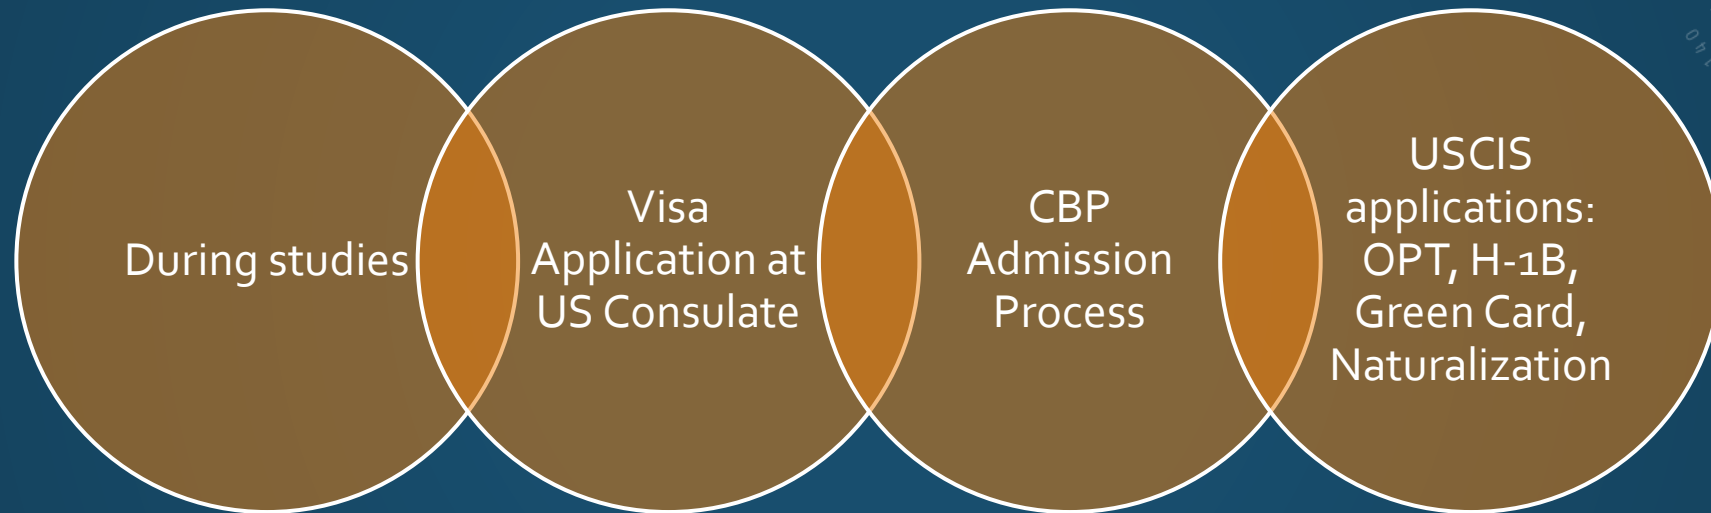 During studies
Visa
Application at
US Consulate
CBP
Admission
Process
USCIS
applications:
OPT, H-1B,
Green Card,
Naturalization